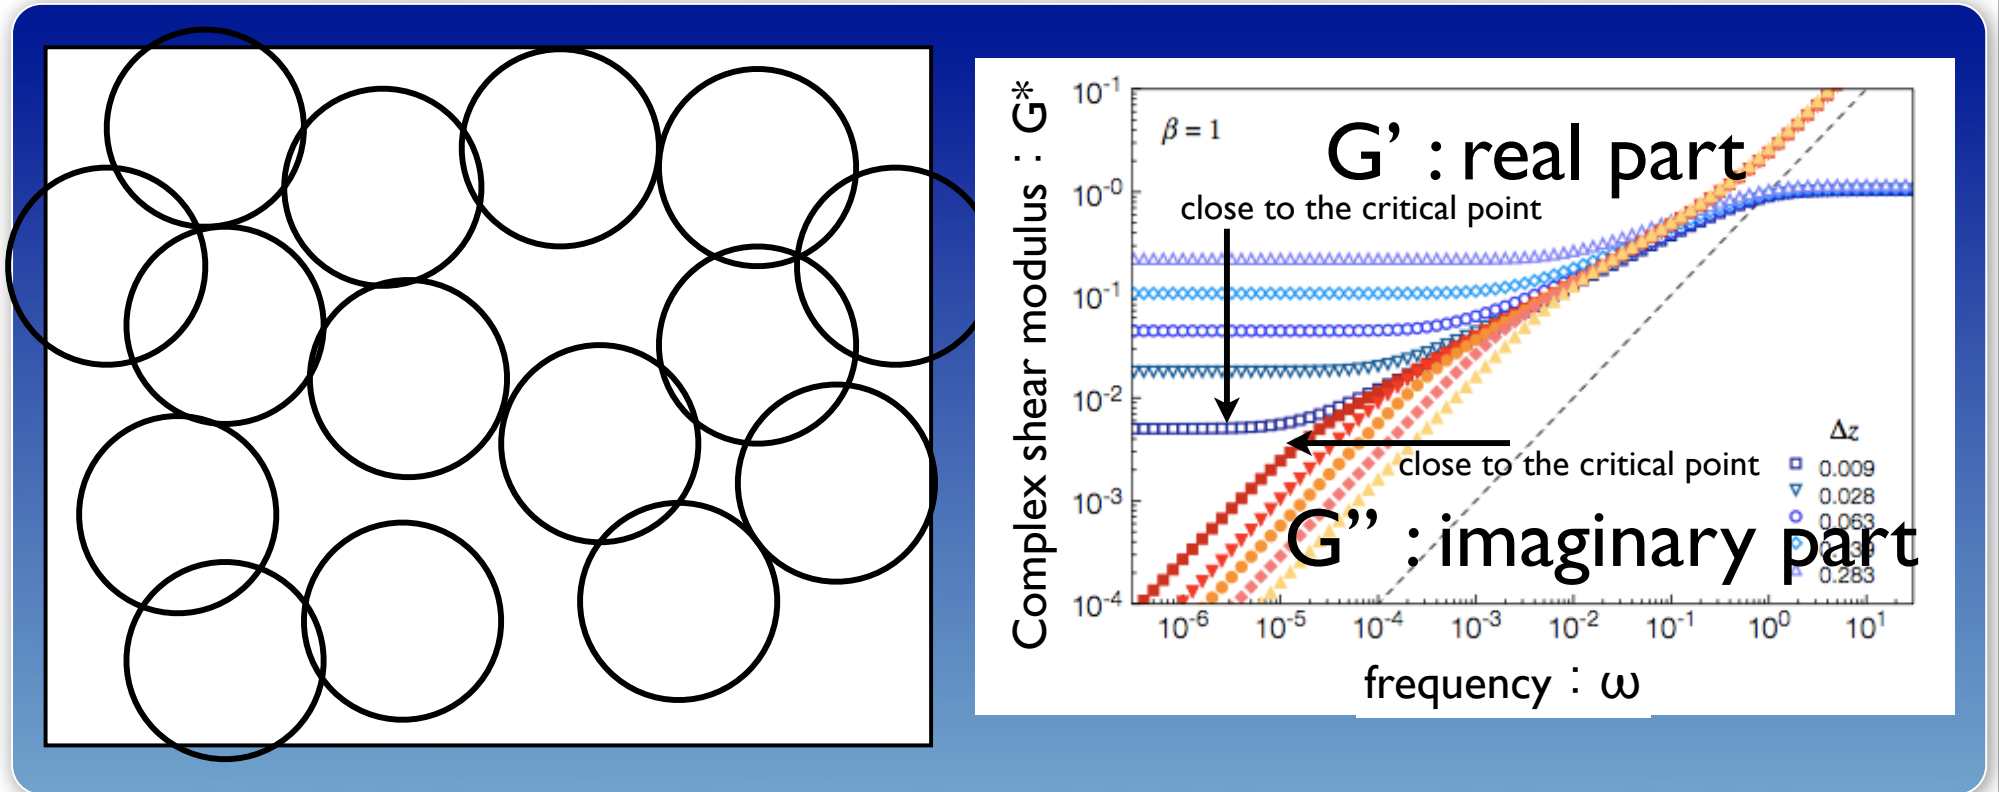 Complex shear modulus : G*
10⁻¹
10⁻⁰
10⁻¹
10⁻²
10⁻³
10⁻⁴
β = 1
G’ : real part
close to the critical point
close to the critical point
G’’ : imaginary part
Δz
0.009
0.028
0.063
0.283
10⁻⁶ 10⁻⁵ 10⁻⁴ 10⁻³ 10⁻² 10⁻¹ 10⁰ 10¹
frequency : ω